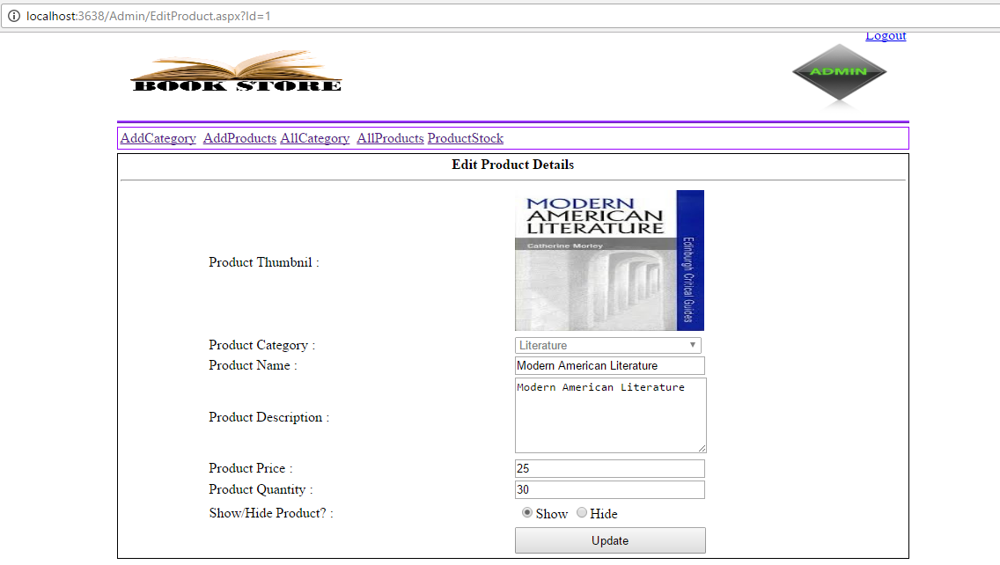 localhost:3638/Admin/EditProduct.aspx?Id=1
Logout
BOOK STORE
ADMIN
AddCategory AddProducts AllCategory AllProducts ProductStock
Edit Product Details
MODERN
AMERICAN
LITERATURE
Catherine Morley
Edinburgh Critical Guides
Product Thumbnil :
Product Category : Literature
Product Name : Modern American Literature
Modern American Literature
Product Description :
Product Price : 25
Product Quantity : 30
Show/Hide Product? : Show Hide
Update